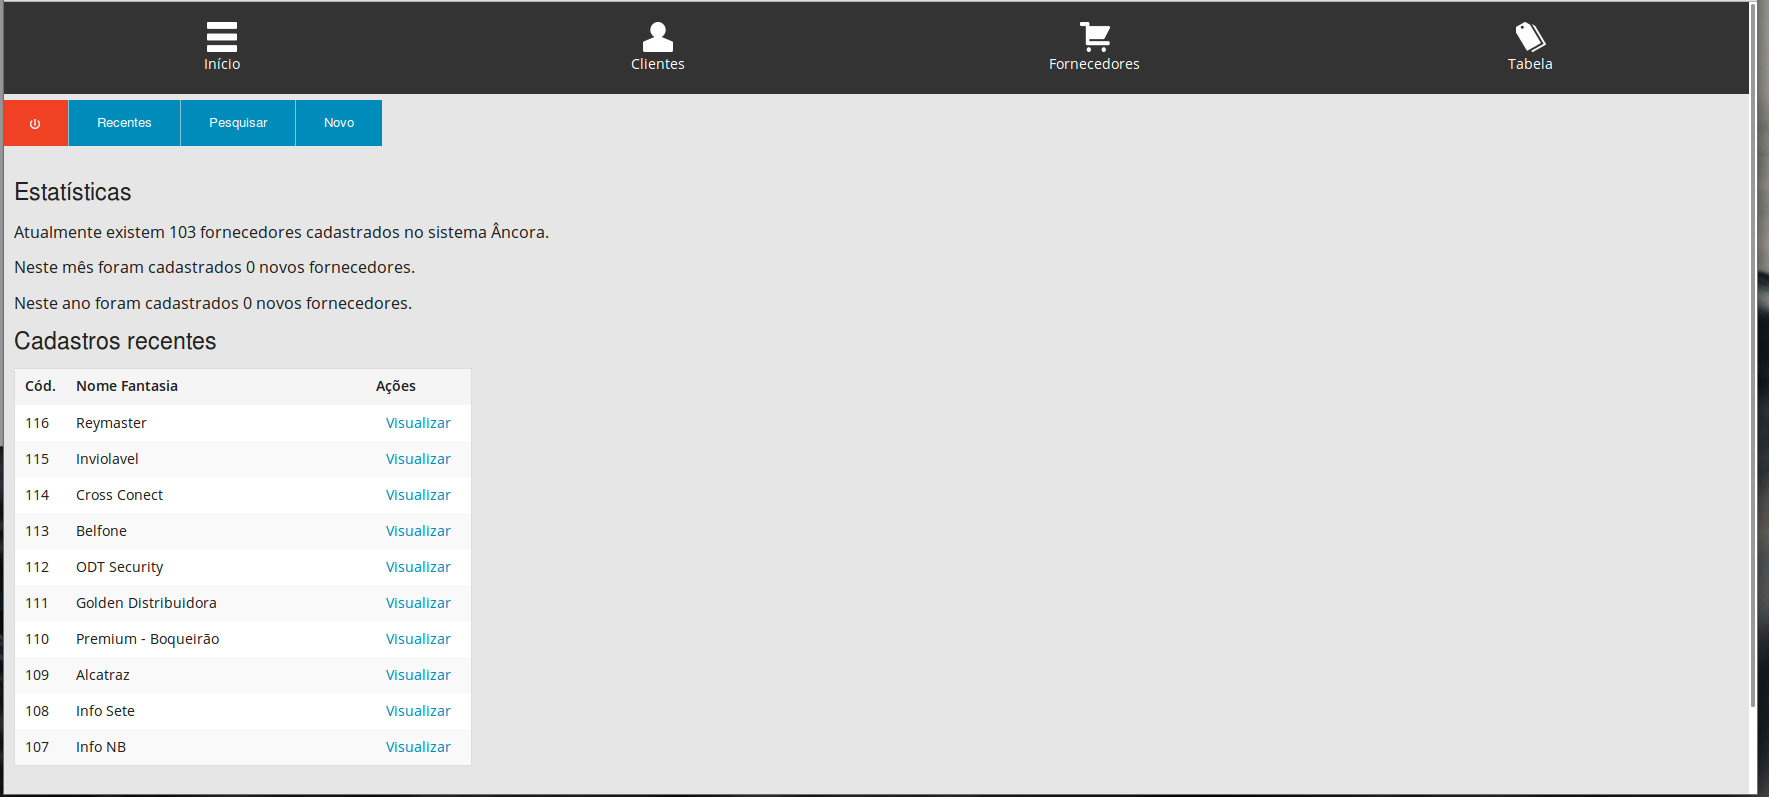 Início Clientes Fornecedores Tabela
Recentes Pesquisar Novo
Estatísticas
Atualmente existem 103 fornecedores cadastrados no sistema Âncora.
Neste mês foram cadastrados 0 novos fornecedores.
Neste ano foram cadastrados 0 novos fornecedores.
Cadastros recentes
Cód. Nome Fantasia Ações
116 Reymaster Visualizar
115 Inviolavel Visualizar
114 Cross Conect Visualizar
113 Belfone Visualizar
112 ODT Security Visualizar
111 Golden Distribuidora Visualizar
110 Premium - Boqueirão Visualizar
109 Alcatraz Visualizar
108 Info Sete Visualizar
107 Info NB Visualizar